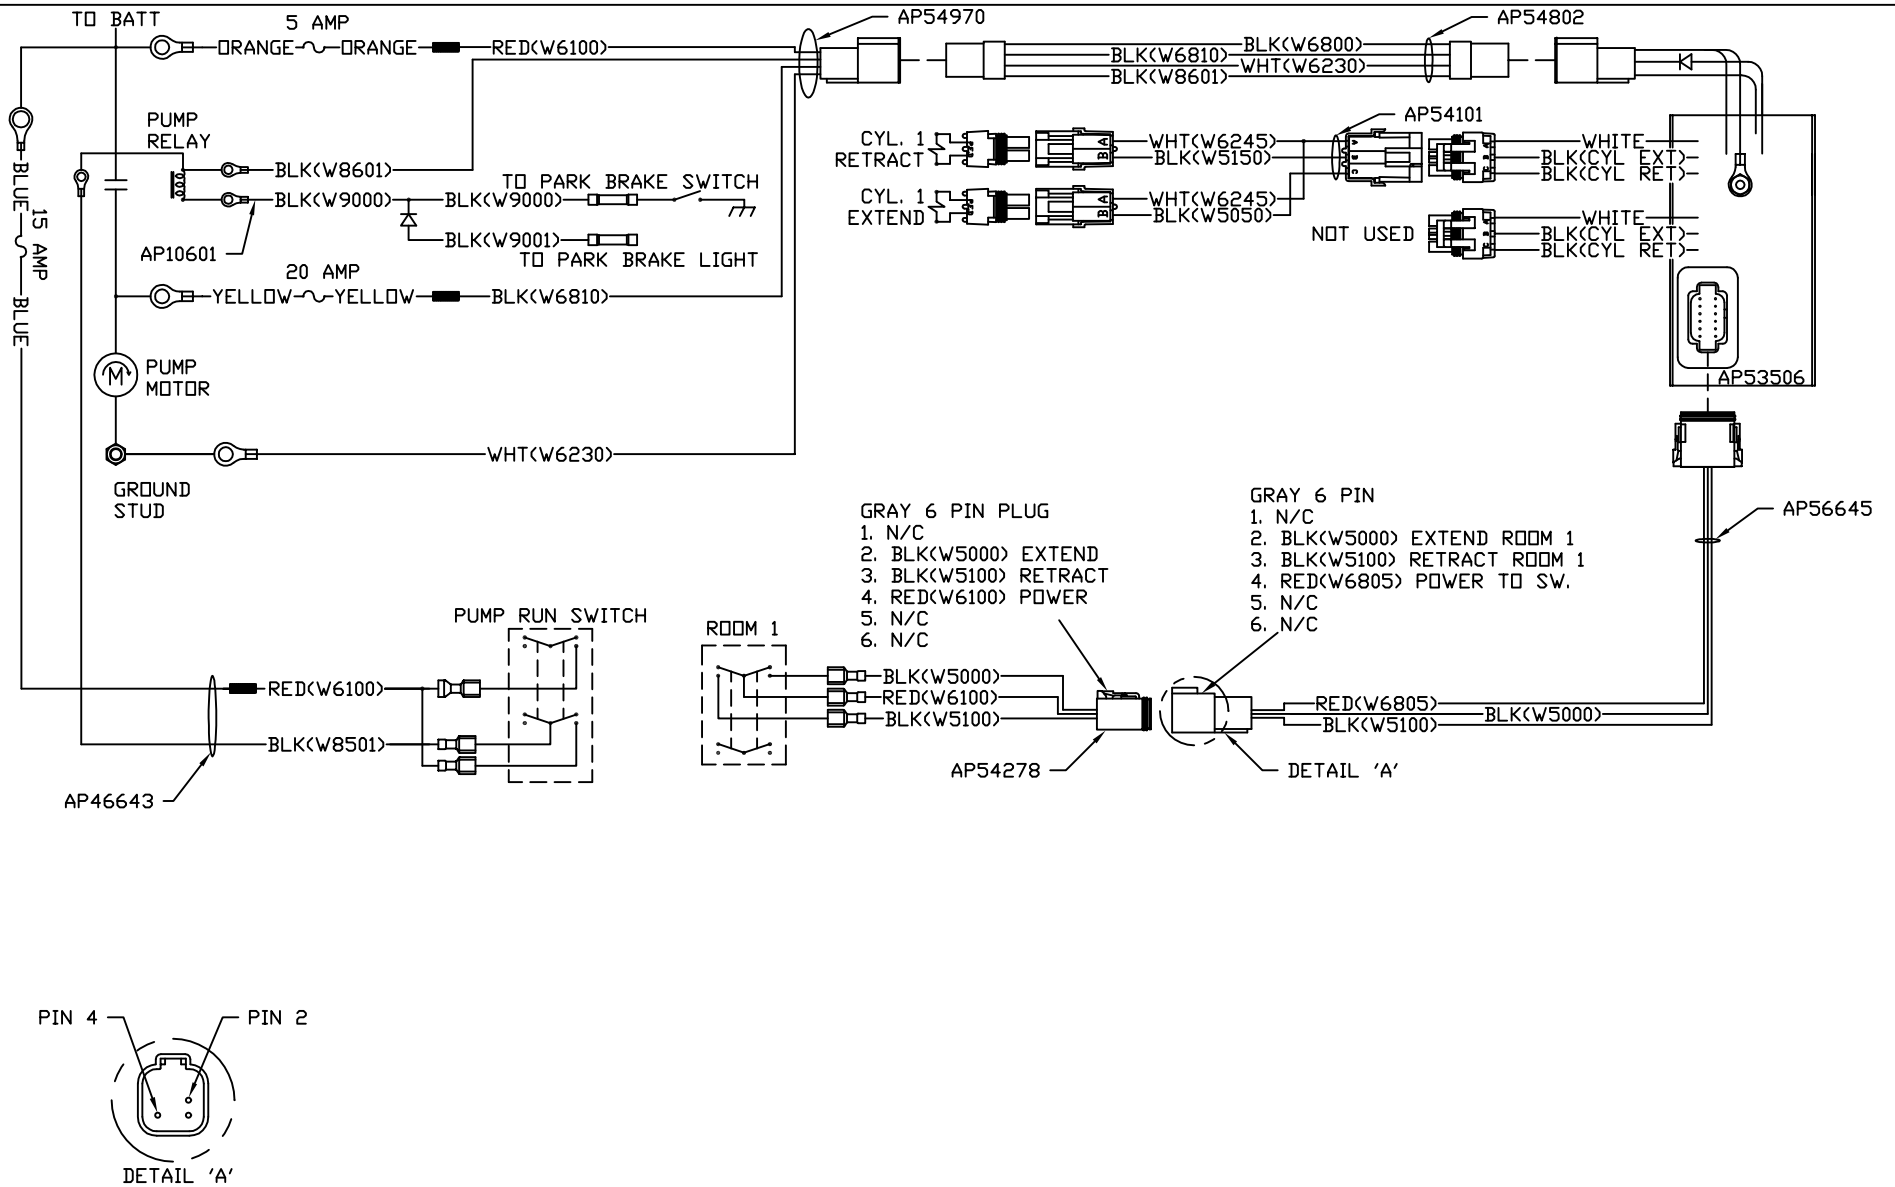 TO BATT
5 AMP
ORANGE
ORANGE
RED(W6100)
AP54970
AP54802
BLK(W6800)
BLK(W6810)
WHT(W6230)
BLK(W8601)
PUMP
RELAY
BLK(W8601)
BLK(W9000)
TO PARK BRAKE SWITCH
BLK(W9000)
BLK(W9001)
TO PARK BRAKE LIGHT
AP10601
BLUE
15 AMP
BLUE
20 AMP
YELLOW
YELLOW
BLK(W6810)
PUMP
MOTOR
M
WHT(W6230)
GROUND
STUD
CYL. 1
RETRACT
A
B
WHT(W6245)
BLK(W5150)
CYL. 1
EXTEND
A
B
WHT(W6245)
BLK(W5050)
AP54101
A
B
C
WHITE
BLK(CYL EXT)
BLK(CYL RET)
NOT USED
WHITE
BLK(CYL EXT)
BLK(CYL RET)
AP53506
AP56645
GRAY 6 PIN PLUG
1. N/C
2. BLK(W5000) EXTEND
3. BLK(W5100) RETRACT
4. RED(W6100) POWER
5. N/C
6. N/C
GRAY 6 PIN
1. N/C
2. BLK(W5000) EXTEND ROOM 1
3. BLK(W5100) RETRACT ROOM 1
4. RED(W6805) POWER TO SW.
5. N/C
6. N/C
PUMP RUN SWITCH
RED(W6100)
BLK(W8501)
AP46643
ROOM 1
BLK(W5000)
RED(W6100)
BLK(W5100)
AP54278
RED(W6805)
BLK(W5000)
BLK(W5100)
DETAIL 'A'
PIN 4
PIN 2
DETAIL 'A'